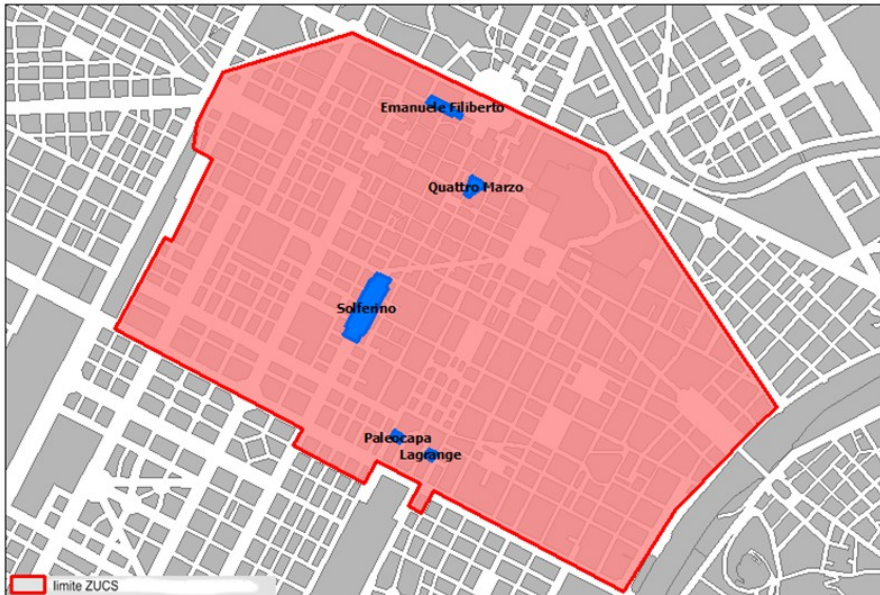 Emanuele Filiberto
Quattro Marzo
Solferino
Paleocapa
Lagrange
limite ZUCS